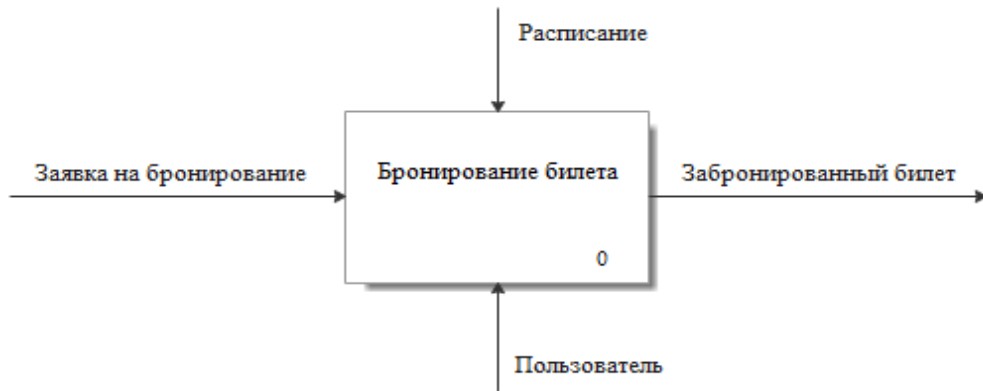 Расписание
Заявка на бронирование
Бронирование билета
Забронированный билет
0
Пользователь